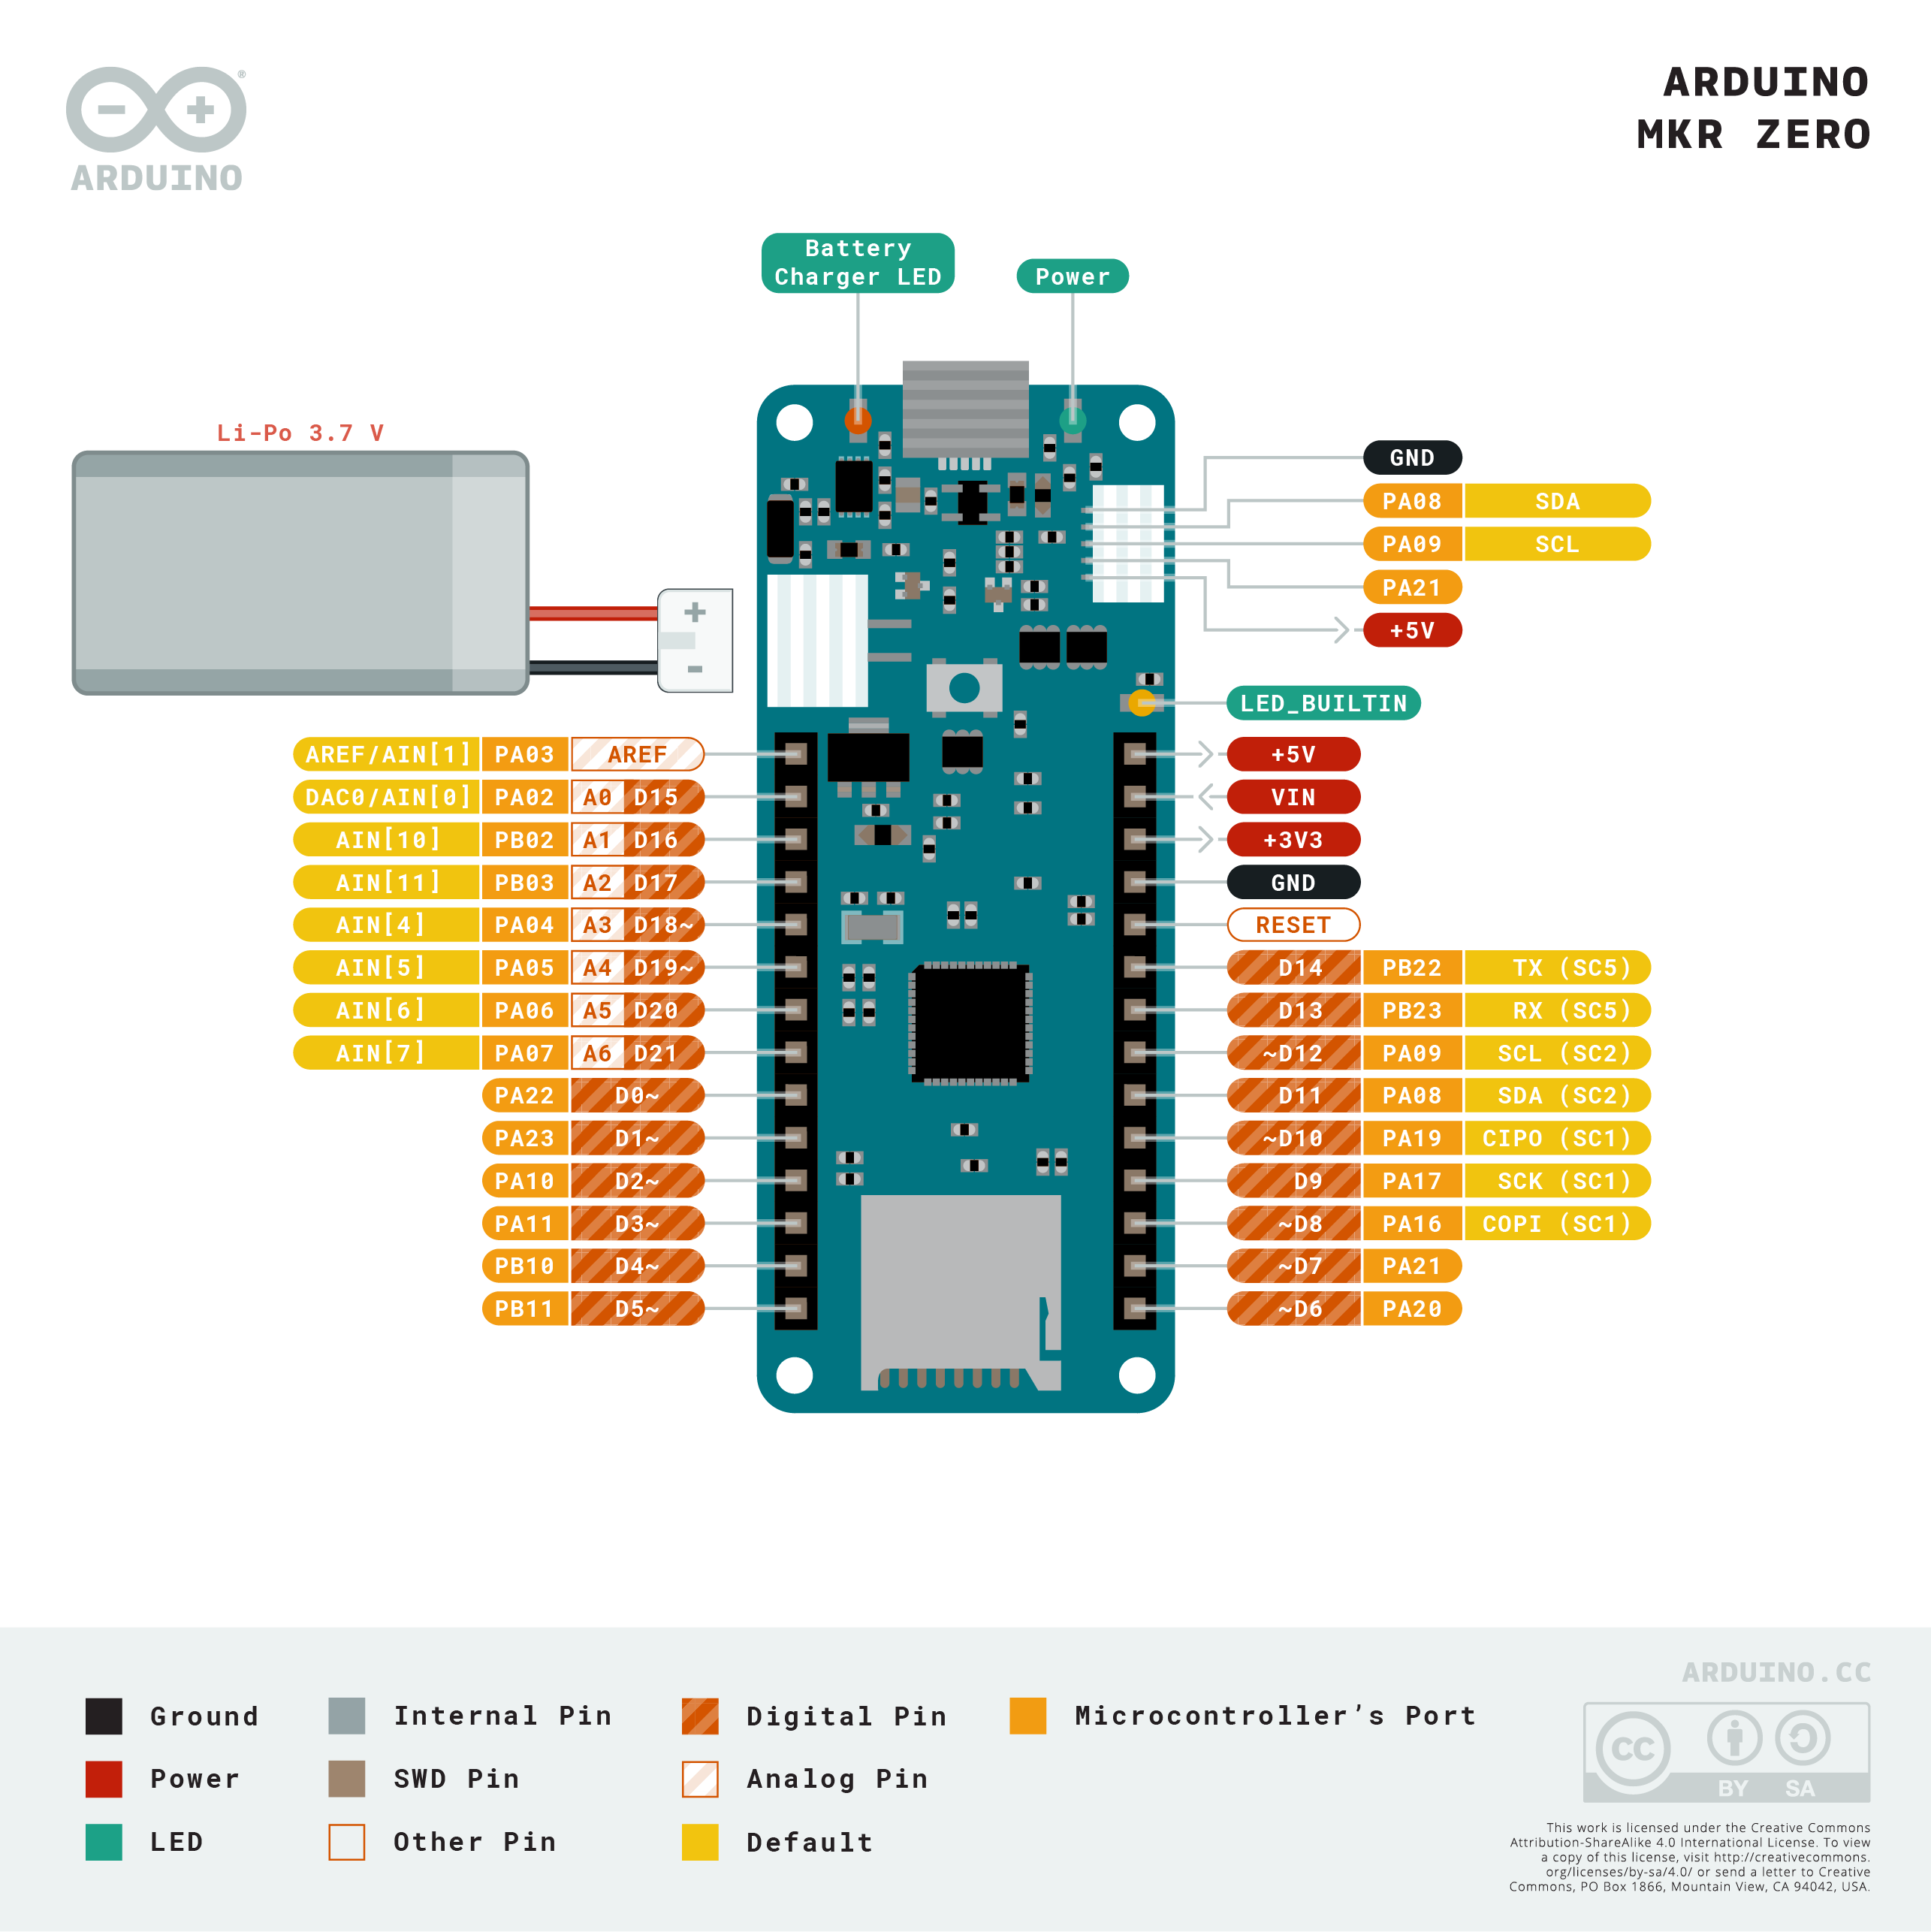 ®
ARDUINO
ARDUINO
MKR ZERO
Battery
Charger LED
Power
Li-Po 3.7 V
+
-
GND
PA08 SDA
PA09 SCL
PA21
+5V
LED_BUILTIN
AREF/AIN[1] PA03 AREF
DAC0/AIN[0] PA02 A0 D15
AIN[10] PB02 A1 D16
AIN[11] PB03 A2 D17
AIN[4] PA04 A3 D18~
AIN[5] PA05 A4 D19~
AIN[6] PA06 A5 D20
AIN[7] PA07 A6 D21
PA22 D0~
PA23 D1~
PA10 D2~
PA11 D3~
PB10 D4~
PB11 D5~
+5V
VIN
+3V3
GND
RESET
D14 PB22 TX (SC5)
D13 PB23 RX (SC5)
~D12 PA09 SCL (SC2)
D11 PA08 SDA (SC2)
~D10 PA19 CIPO (SC1)
D9 PA17 SCK (SC1)
~D8 PA16 COPI (SC1)
~D7 PA21
~D6 PA20
Ground
Power
LED
Internal Pin
SWD Pin
Other Pin
Digital Pin
Analog Pin
Default
Microcontroller’s Port
ARDUINO.CC
CC
BY SA
This work is licensed under the Creative Commons
Attribution-ShareAlike 4.0 International License. To view
a copy of this license, visit http://creativecommons.
org/licenses/by-sa/4.0/ or send a letter to Creative
Commons, PO Box 1866, Mountain View, CA 94042, USA.